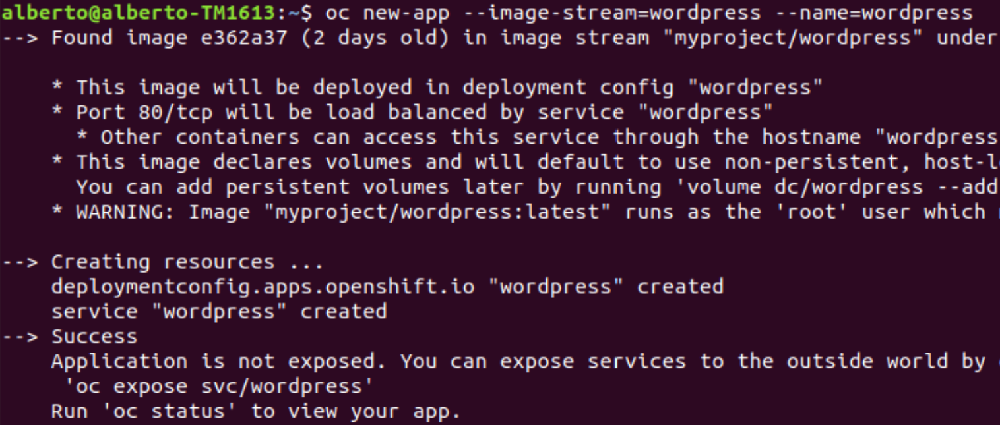 alberto@alberto-TM1613:~$ oc new-app --image-stream=wordpress --name=wordpress
--> Found image e362a37 (2 days old) in image stream "myproject/wordpress" under
    * This image will be deployed in deployment config "wordpress"
    * Port 80/tcp will be load balanced by service "wordpress"
      * Other containers can access this service through the hostname "wordpress
    * This image declares volumes and will default to use non-persistent, host-l
      You can add persistent volumes later by running 'volume dc/wordpress --add
    * WARNING: Image "myproject/wordpress:latest" runs as the 'root' user which
--> Creating resources ...
    deploymentconfig.apps.openshift.io "wordpress" created
    service "wordpress" created
--> Success
    Application is not exposed. You can expose services to the outside world by
     'oc expose svc/wordpress'
    Run 'oc status' to view your app.